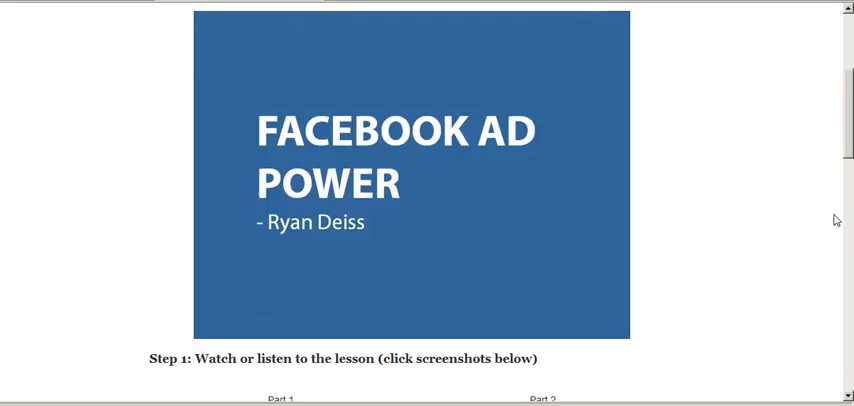 FACEBOOK AD
POWER
- Ryan Deiss
Step 1: Watch or listen to the lesson (click screenshots below)
Part 1
Part 2